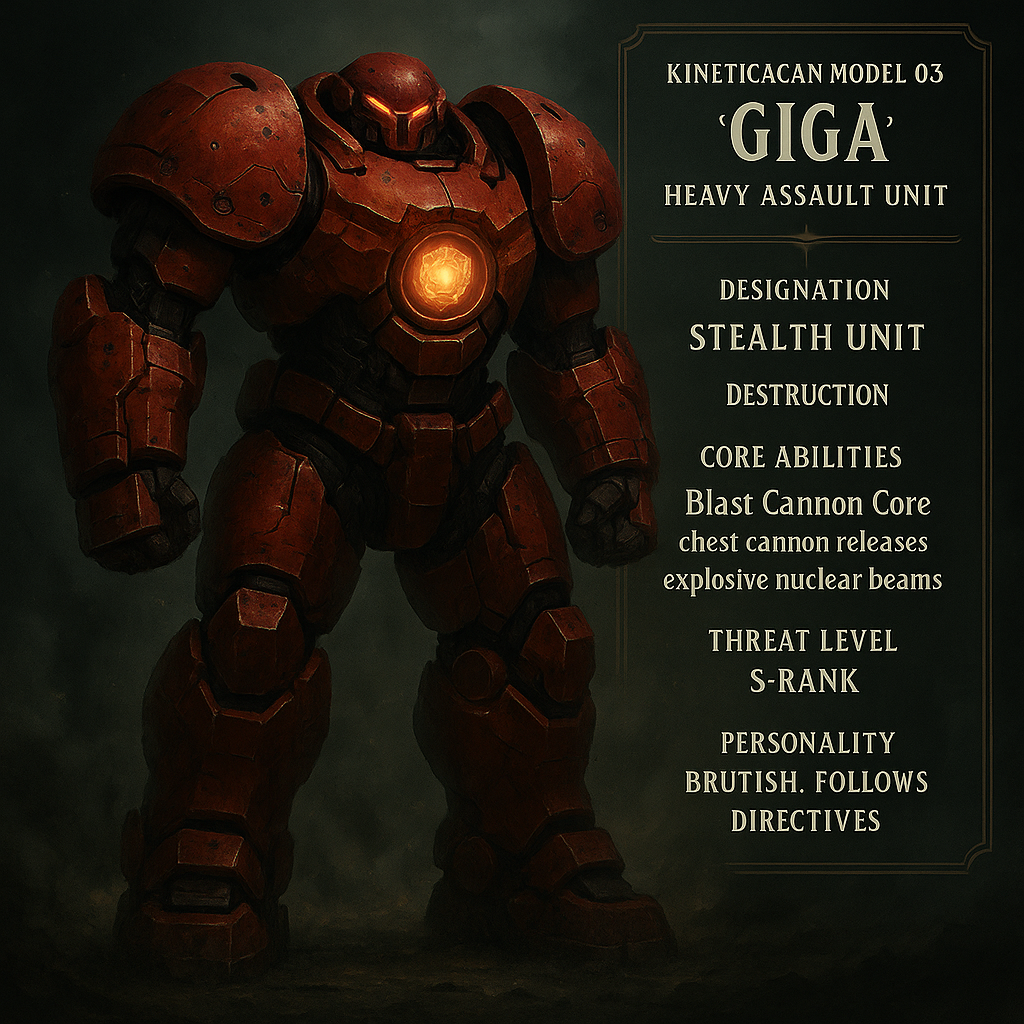 KINETICACAN MODEL 03
‘GIGA’
HEAVY ASSAULT UNIT
DESIGNATION
STEALTH UNIT
DESTRUCTION
CORE ABILITIES
Blast Cannon Core
chest cannon releases
explosive nuclear beams
THREAT LEVEL
S-RANK
PERSONALITY
BRUTISH. FOLLOWS
DIRECTIVES